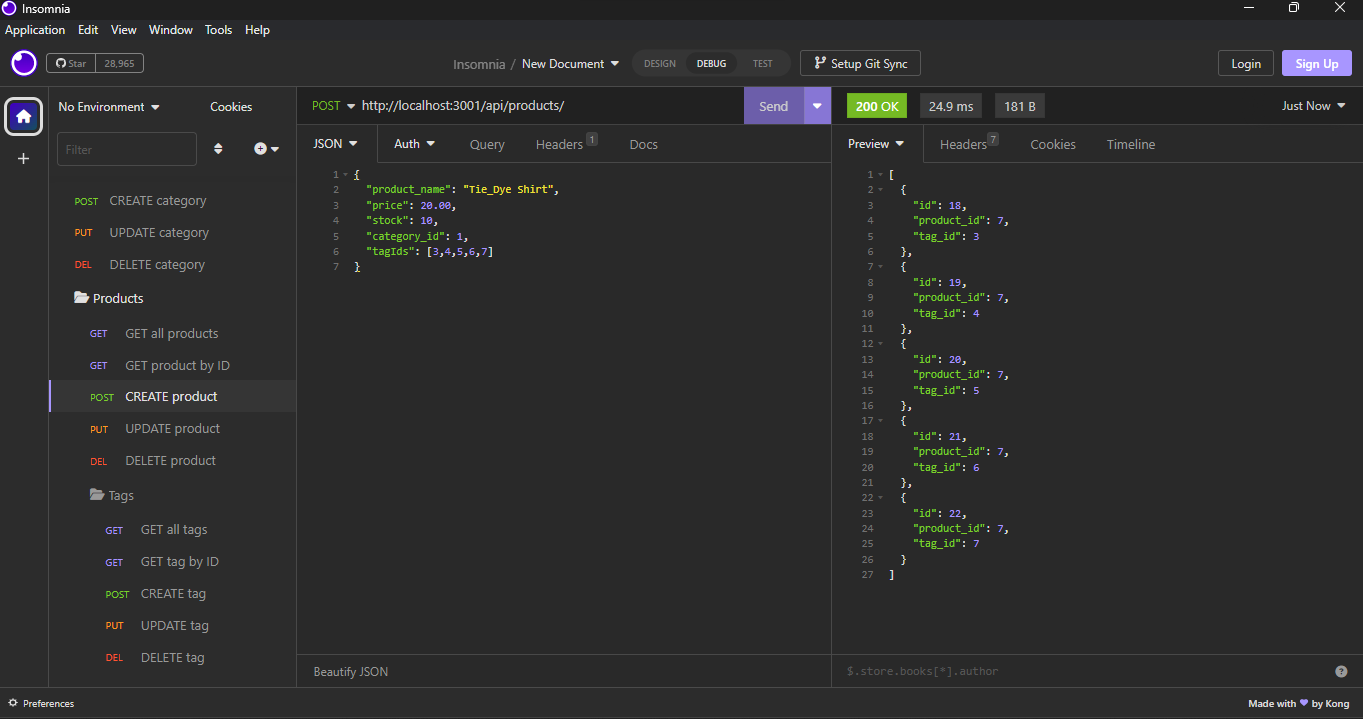 Insomnia
Application Edit View Window Tools Help
Star 28,965
Insomnia / New Document
DESIGN DEBUG TEST
Setup Git Sync
Login
Sign Up
No Environment
Cookies
Filter
POST CREATE category
PUT UPDATE category
DEL DELETE category
Products
GET GET all products
GET GET product by ID
POST CREATE product
PUT UPDATE product
DEL DELETE product
Tags
GET GET all tags
GET GET tag by ID
POST CREATE tag
PUT UPDATE tag
DEL DELETE tag
POST http://localhost:3001/api/products/
Send
JSON Auth Query Headers 1 Docs
1 {
2 "product_name": "Tie_Dye Shirt",
3 "price": 20.00,
4 "stock": 10,
5 "category_id": 1,
6 "tagIds": [3,4,5,6,7]
7 }
Beautify JSON
200 OK 24.9 ms 181 B
Just Now
Preview Headers 7 Cookies Timeline
1 [
2 {
3 "id": 18,
4 "product_id": 7,
5 "tag_id": 3
6 },
7 {
8 "id": 19,
9 "product_id": 7,
10 "tag_id": 4
11 },
12 {
13 "id": 20,
14 "product_id": 7,
15 "tag_id": 5
16 },
17 {
18 "id": 21,
19 "product_id": 7,
20 "tag_id": 6
21 },
22 {
23 "id": 22,
24 "product_id": 7,
25 "tag_id": 7
26 }
27 ]
$.store.books[*].author
?
Preferences
Made with ♥ by Kong